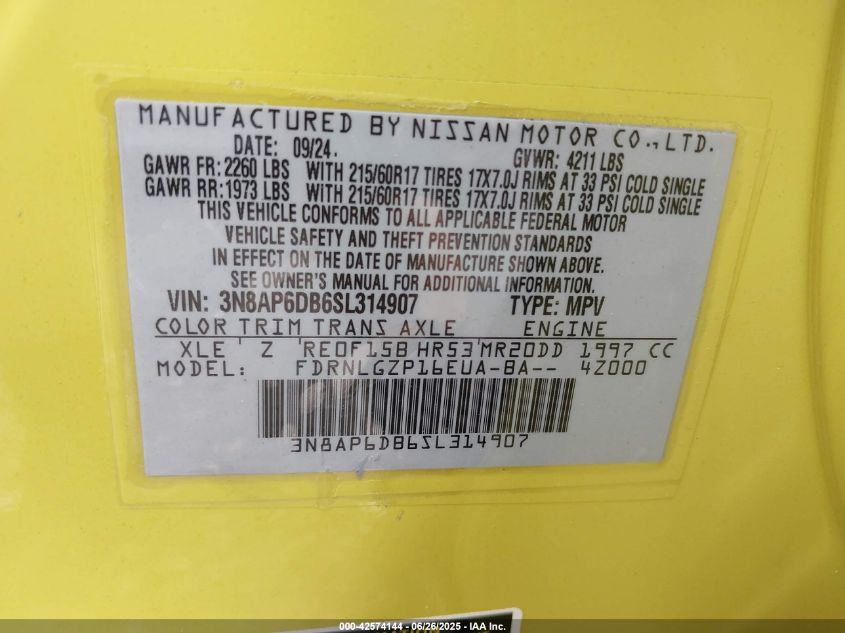 MANUFACTURED BY NISSAN MOTOR CO., LTD.
DATE: 09/24. GVWR: 4211 LBS
GAWR FR: 2260 LBS WITH 215/60R17 TIRES 17X7.0J RIMS AT 33 PSI COLD SINGLE
GAWR RR: 1973 LBS WITH 215/60R17 TIRES 17X7.0J RIMS AT 33 PSI COLD SINGLE
THIS VEHICLE CONFORMS TO ALL APPLICABLE FEDERAL MOTOR
VEHICLE SAFETY AND THEFT PREVENTION STANDARDS
IN EFFECT ON THE DATE OF MANUFACTURE SHOWN ABOVE.
SEE OWNER'S MANUAL FOR ADDITIONAL INFORMATION.
VIN: 3N8AP6DB6SL314907 TYPE: MPV
COLOR TRIM TRANS AXLE ENGINE
XLE' Z 'RE0F15B HR53'MR20DD 1997 CC
MODEL: FDRNLGZP16EUA-BA-- 4Z000
3N8AP6DB6SL314907
000-42574144 - 06/26/2025 - IAA Inc.